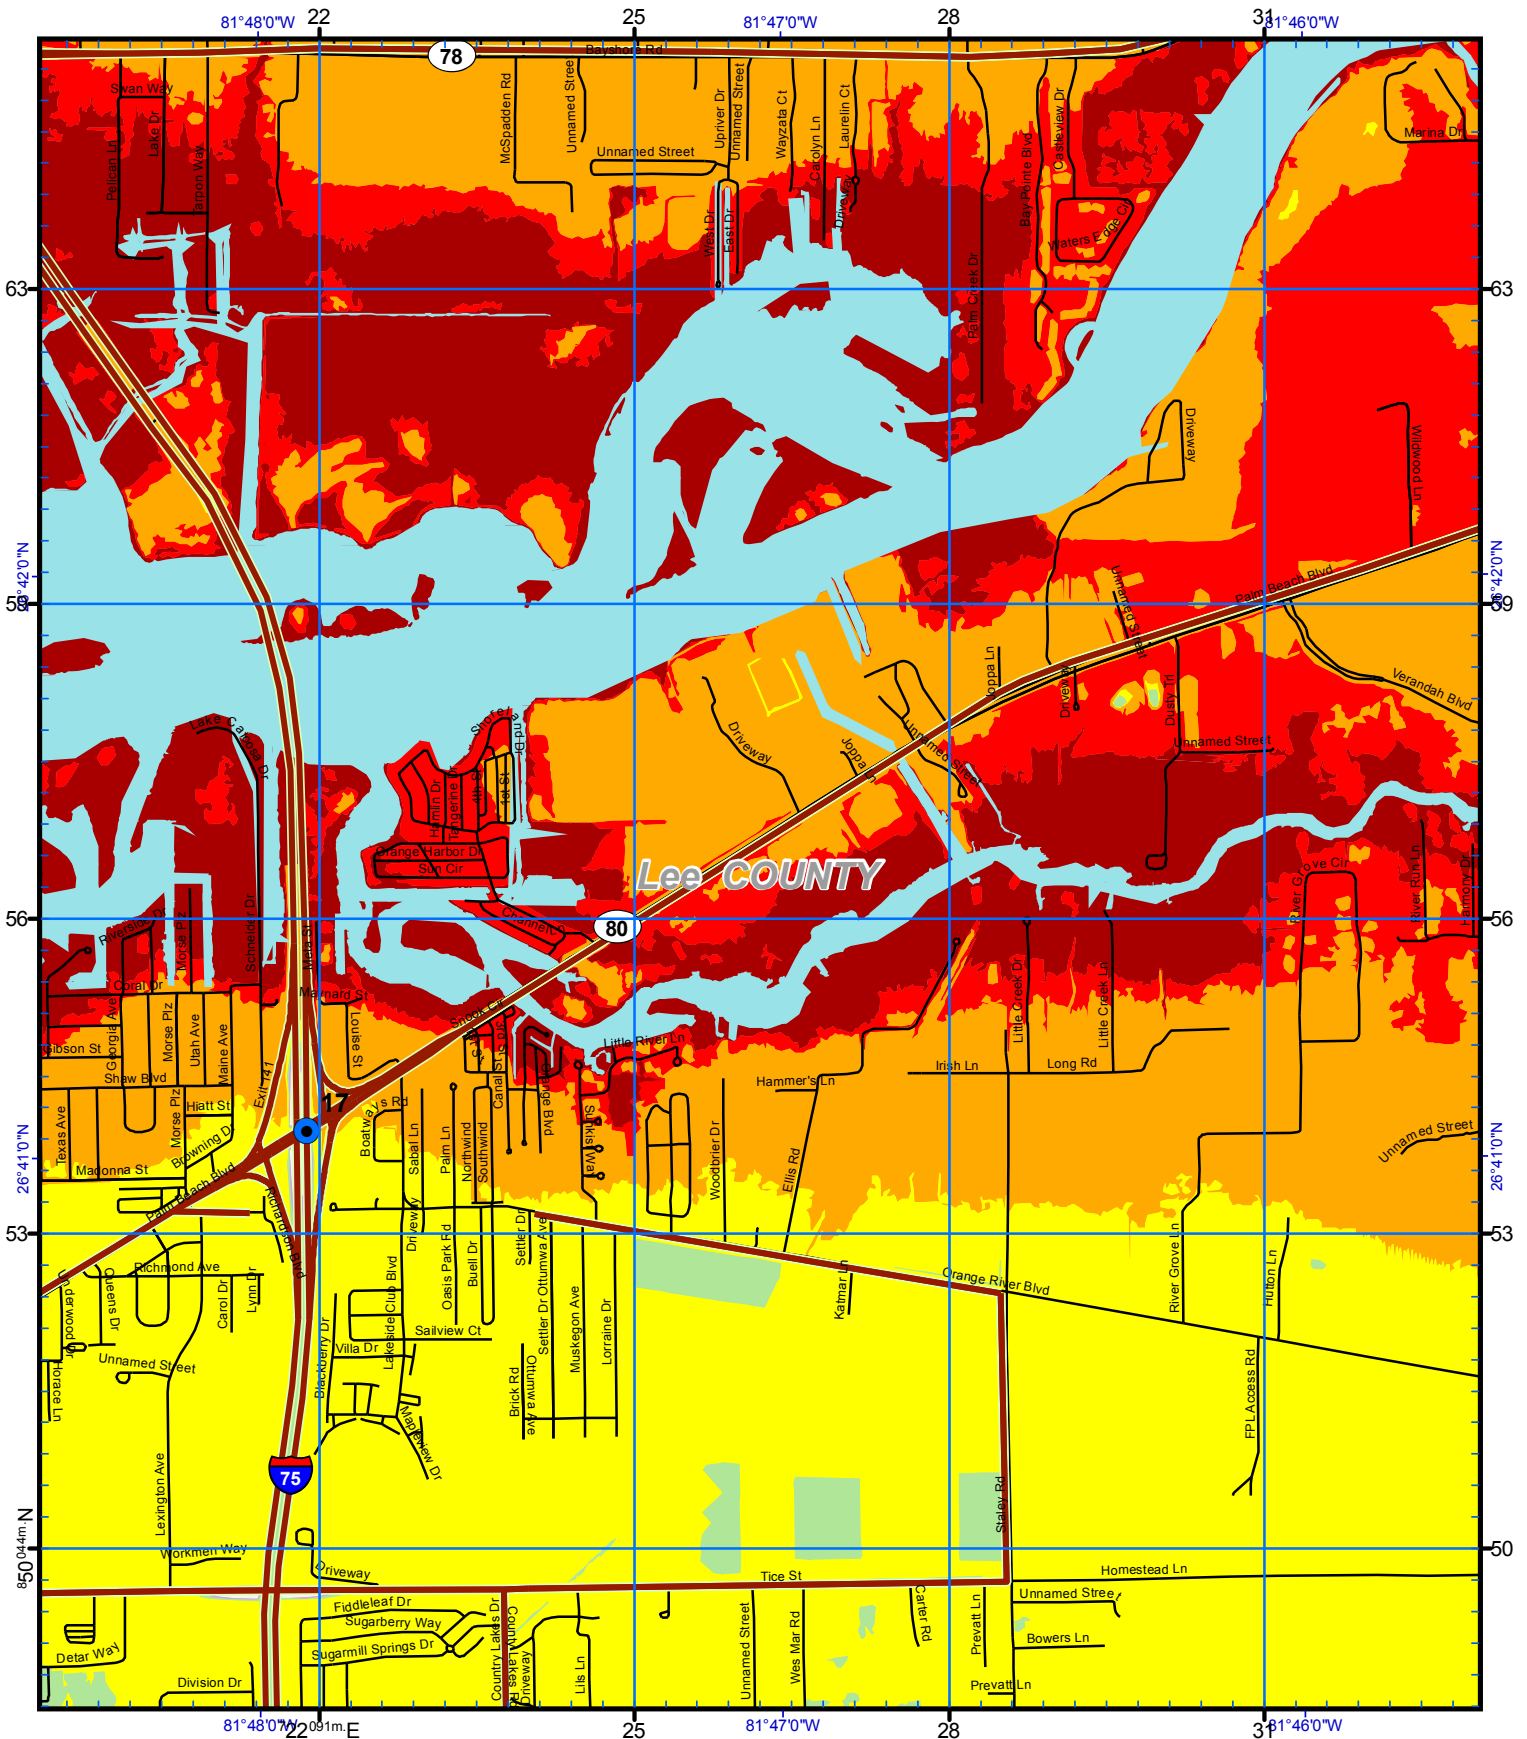 81°48'0"W
22
25
81°47'0"W
28
31
81°46'0"W
Bayshore Rd
78
Swan Way
Lake Dr
Pelican Ln
McSpadden Rd
Unnamed Street
Upriver Dr
Unnamed Street
Wayzata Ct
Carolyn Ln
Laurelin Ct
Unnamed Street
Bay Pointe Blvd
Castleview Dr
Marina Dr
West Dr
East Dr
Driveway
Waters Edge Cir
Palm Creek Dr
63
63
Driveway
Wildwood Ln
Palm Beach Blvd
Unnamed Street
59
Joppa Ln
Driveway
Dusty Trl
Verandah Blvd
Lake Caloosa Dr
Driveway
Joppa Ln
Unnamed Street
Unnamed Street
Hamlin Dr
Tangerine Dr
4th St
1st St
Orange Harbor Dr
Sun Cir
Lee COUNTY
River Grove Cir
River Run Ln
Harmony Dr
56
56
80
Riverside Dr
Morse Plz
Schneider Dr
Meta St
Coral Dr
Maynard St
Snook Cir
Georgia Ave
Morse Plz
Utah Ave
Maine Ave
Louise St
3rd St
Canal St
Orange Blvd
Little River Ln
Little Creek Dr
Little Creek Ln
Gibson St
Shaw Blvd
Exit 141
17
Hammer's Ln
Irish Ln
Long Rd
Texas Ave
Morse Plz
Hiatt St
Browning Dr
Boatways Rd
Sabal Ln
Palm Ln
Northwind
Southwind
Sunkist Way
Woodbrier Dr
Ellis Rd
Unnamed Street
26°41'0"N
26°41'0"N
Madonna St
Palm Beach Blvd
Richardson Blvd
Driveway
Oasis Park Rd
Buell Dr
Settler Dr
Ottumwa Ave
53
53
Richmond Ave
Underwood Dr
Queens Dr
Carol Dr
Lynn Dr
Blackberry Dr
Lakeside Club Blvd
Sailview Ct
Settler Dr
Muskegon Ave
Lorraine Dr
Katmar Ln
Orange River Blvd
River Grove Ln
Hutton Ln
Villa Dr
Unnamed Street
Horace Ln
Mapleview Dr
Brick Rd
Ottumwa Ave
FPL Access Rd
75
Lexington Ave
Staley Rd
Workmen Way
Driveway
850 044m. N
50
Tice St
Homestead Ln
Unnamed Street
Fiddleleaf Dr
Sugarberry Way
Sugarmill Springs Dr
Country Lakes Dr
Driveway
Lils Ln
Unnamed Street
Wes Mar Rd
Carter Rd
Prevatt Ln
Bowers Ln
Detar Way
Division Dr
Prevatt Ln
81°48'0"W
22 091m. E
25
81°47'0"W
28
31
81°46'0"W